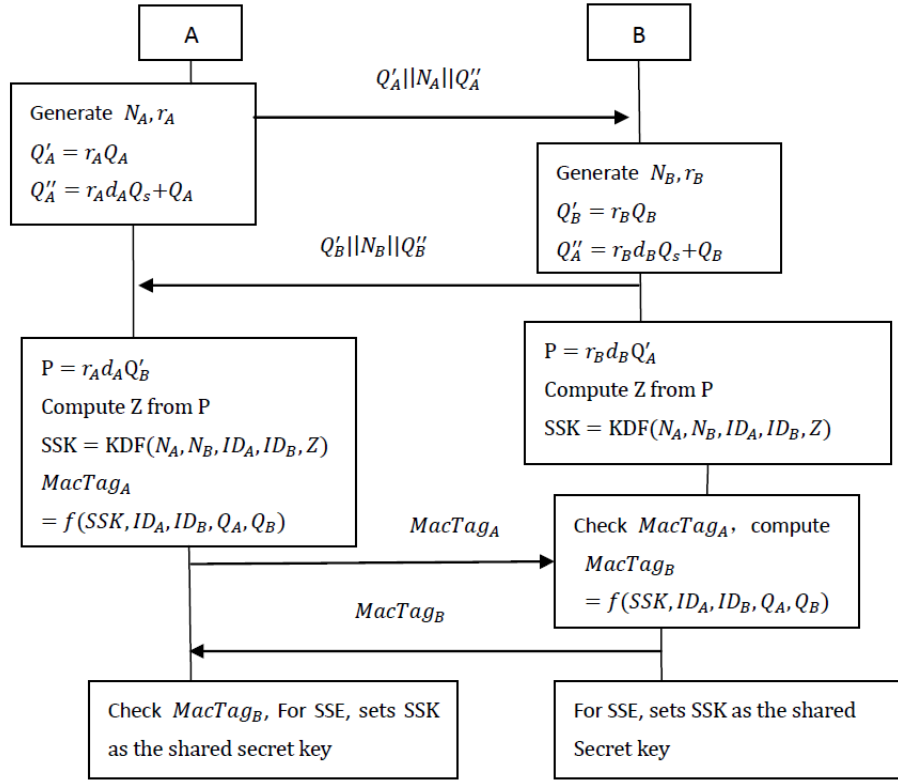 A
B
Q′_A||N_A||Q″_A
Generate N_A, r_A
Q′_A = r_A Q_A
Q″_A = r_A d_A Q_s+Q_A
Generate N_B, r_B
Q′_B = r_B Q_B
Q″_A = r_B d_B Q_s+Q_B
Q′_B||N_B||Q″_B
P = r_A d_A Q′_B
Compute Z from P
SSK = KDF(N_A, N_B, ID_A, ID_B, Z)
MacTag_A
= f(SSK, ID_A, ID_B, Q_A, Q_B)
P = r_B d_B Q′_A
Compute Z from P
SSK = KDF(N_A, N_B, ID_A, ID_B, Z)
MacTag_A
Check MacTag_A, compute
MacTag_B
= f(SSK, ID_A, ID_B, Q_A, Q_B)
MacTag_B
Check MacTag_B, For SSE, sets SSK
as the shared secret key
For SSE, sets SSK as the shared
Secret key